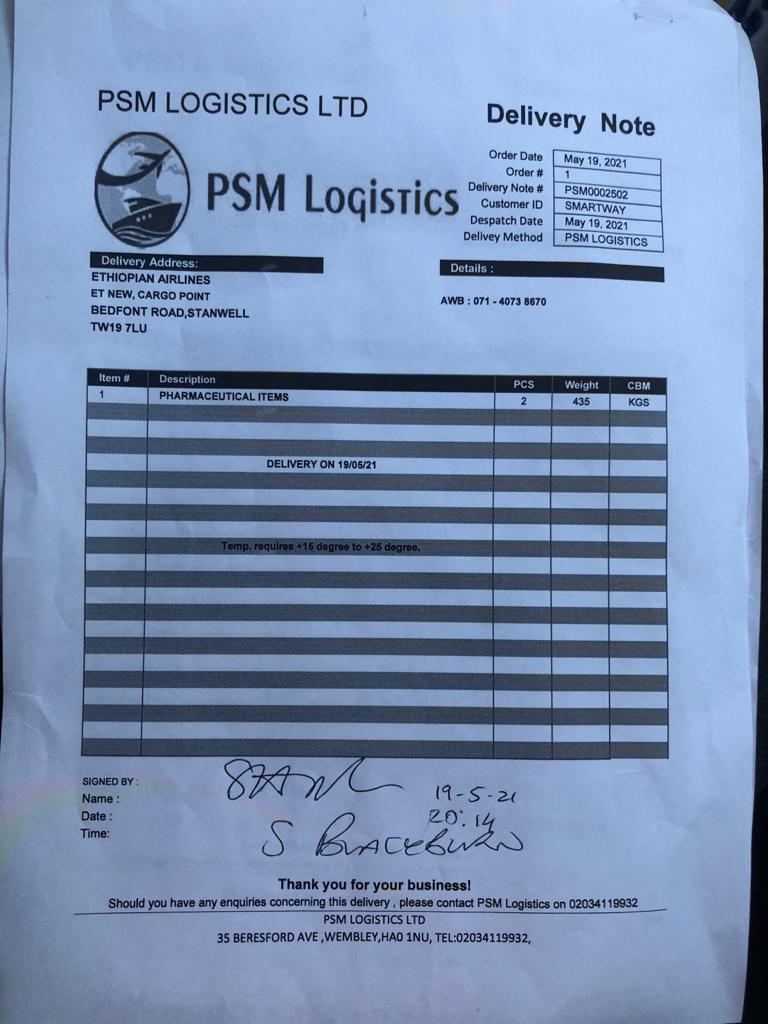 PSM LOGISTICS LTD
Delivery Note
PSM Logistics
Order Date May 19, 2021
Order # 1
Delivery Note # PSM0002502
Customer ID SMARTWAY
Despatch Date May 19, 2021
Delivey Method PSM LOGISTICS
Delivery Address:
ETHIOPIAN AIRLINES
ET NEW, CARGO POINT
BEDFONT ROAD,STANWELL
TW19 7LU
Details :
AWB : 071 - 4073 8670
Item # Description PCS Weight CBM
1 PHARMACEUTICAL ITEMS 2 435 KGS
DELIVERY ON 19/05/21
Temp. requires +15 degree to +25 degree.
SIGNED BY :
Name : 19-5-21
Date : 20:14
Time: S BLACKBURN
Thank you for your business!
Should you have any enquiries concerning this delivery , please contact PSM Logistics on 02034119932
PSM LOGISTICS LTD
35 BERESFORD AVE ,WEMBLEY,HA0 1NU, TEL:02034119932,